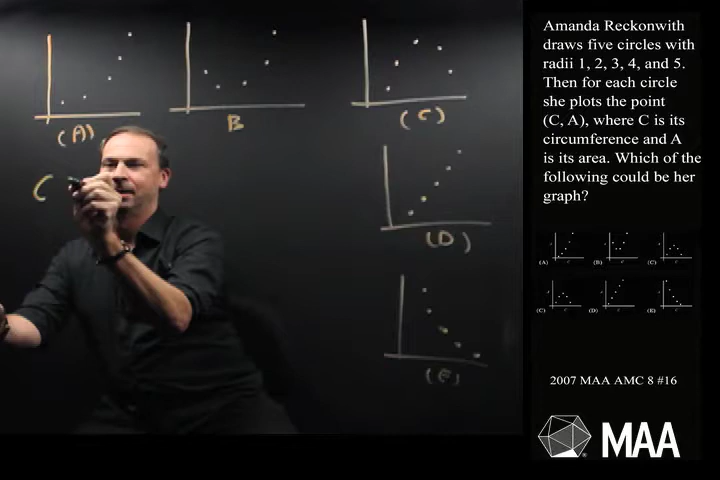 (A)
B
(C)
(D)
(E)
C
Amanda Reckonwith
draws five circles with
radii 1, 2, 3, 4, and 5.
Then for each circle
she plots the point
(C, A), where C is its
circumference and A
is its area. Which of the
following could be her
graph?
(A) (B) (C)
(C) (D) (E)
2007 MAA AMC 8 #16
MAA